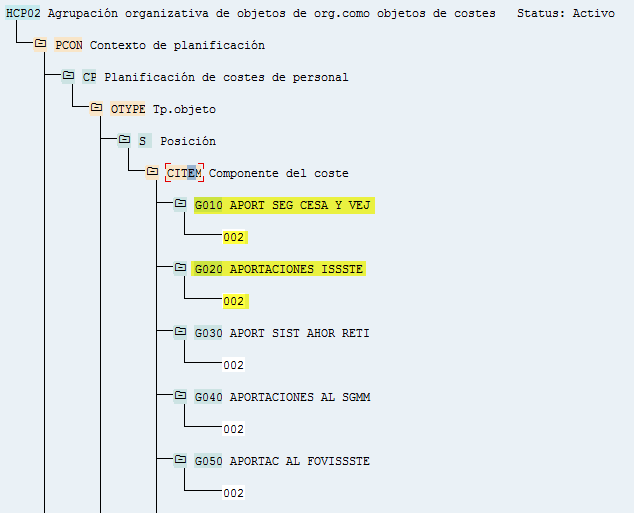 HCP02 Agrupación organizativa de objetos de org.como objetos de costes Status: Activo
PCON Contexto de planificación
CP Planificación de costes de personal
OTYPE Tp.objeto
S Posición
CITEM Componente del coste
G010 APORT SEG CESA Y VEJ
002
G020 APORTACIONES ISSSTE
002
G030 APORT SIST AHOR RETI
002
G040 APORTACIONES AL SGMM
002
G050 APORTAC AL FOVISSSTE
002